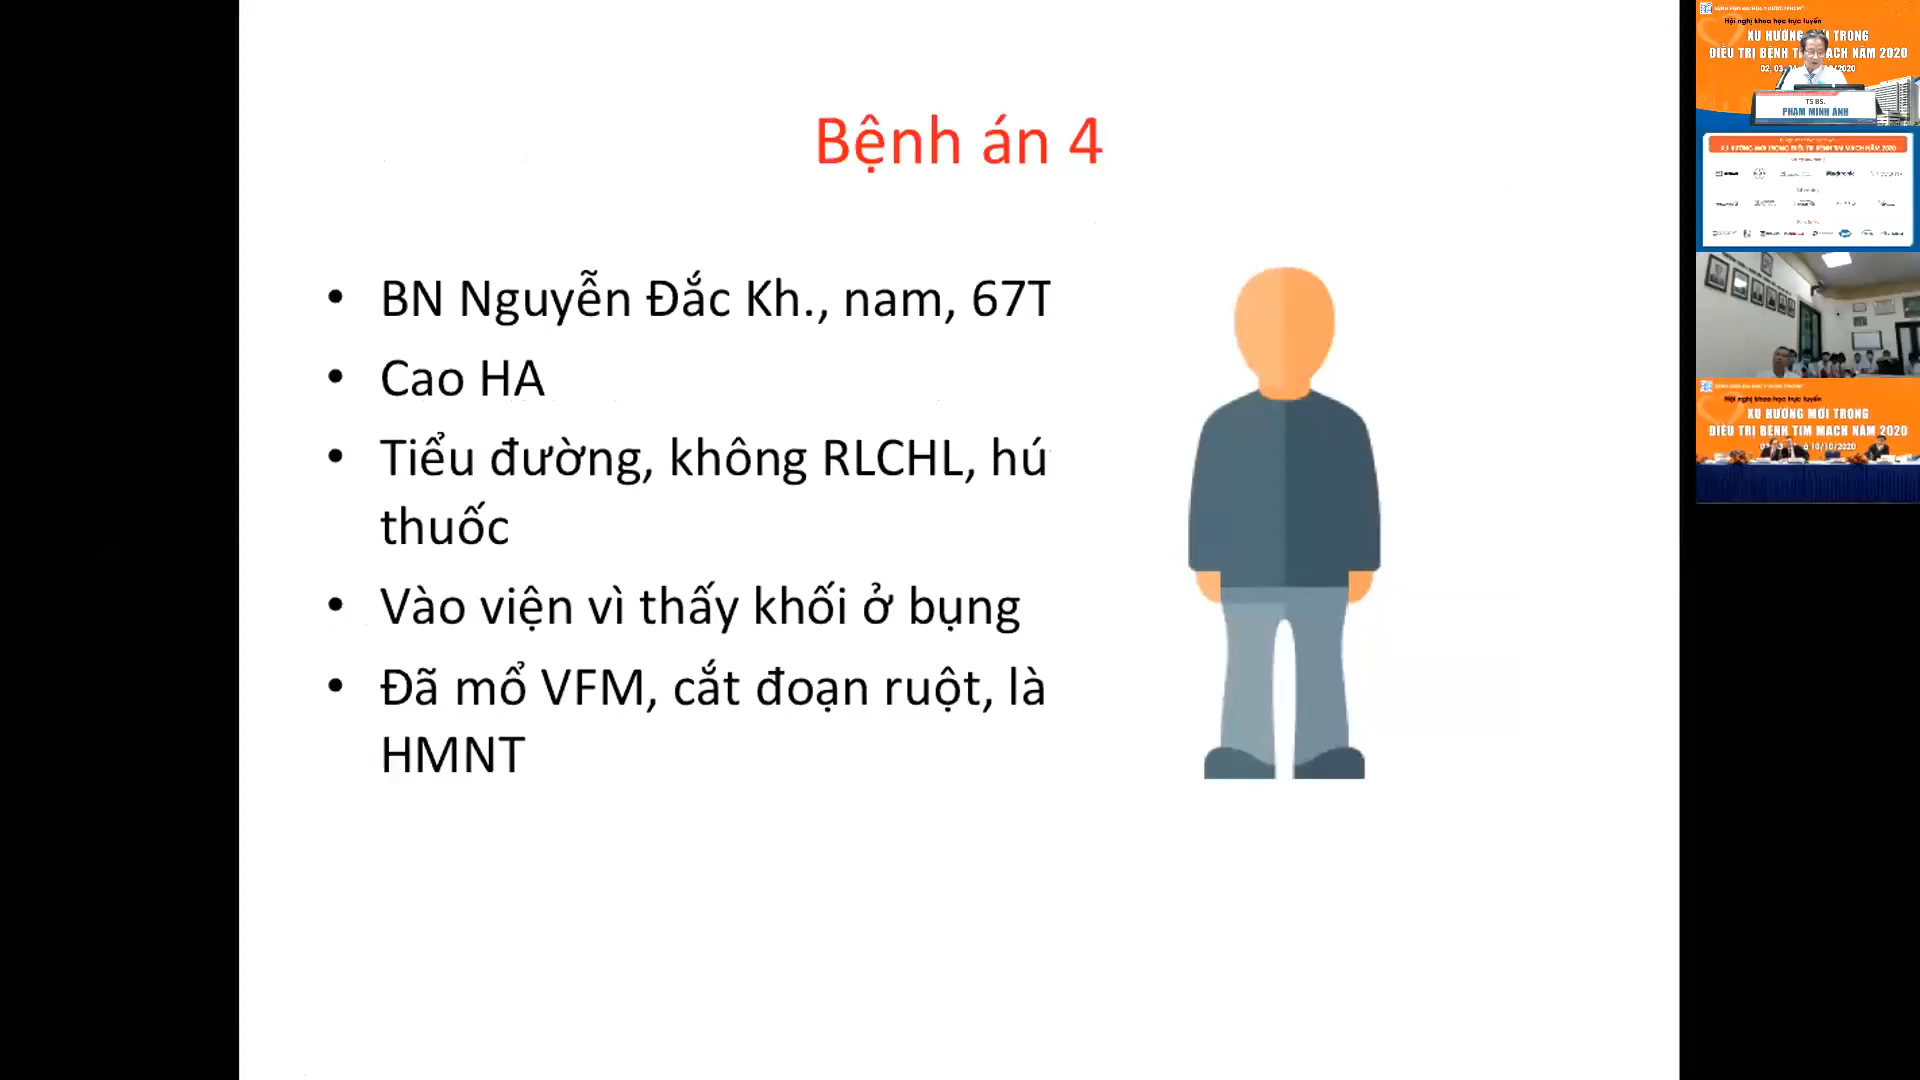 Bệnh án 4
• BN Nguyễn Đắc Kh., nam, 67T
• Cao HA
• Tiểu đường, không RLCHL, hú
thuốc
• Vào viện vì thấy khối ở bụng
• Đã mổ VFM, cắt đoạn ruột, là
HMNT
Hội nghị khoa học trực tuyến
XU HƯỚNG MỚI TRONG
ĐIỀU TRỊ BỆNH TIM MẠCH NĂM 2020
TS BS.
PHẠM MINH ÁNH
XU HƯỚNG MỚI TRONG ĐIỀU TRỊ BỆNH TIM MẠCH NĂM 2020
Medtronic
Hội nghị khoa học trực tuyến
XU HƯỚNG MỚI TRONG
ĐIỀU TRỊ BỆNH TIM MẠCH NĂM 2020
10/10/2020